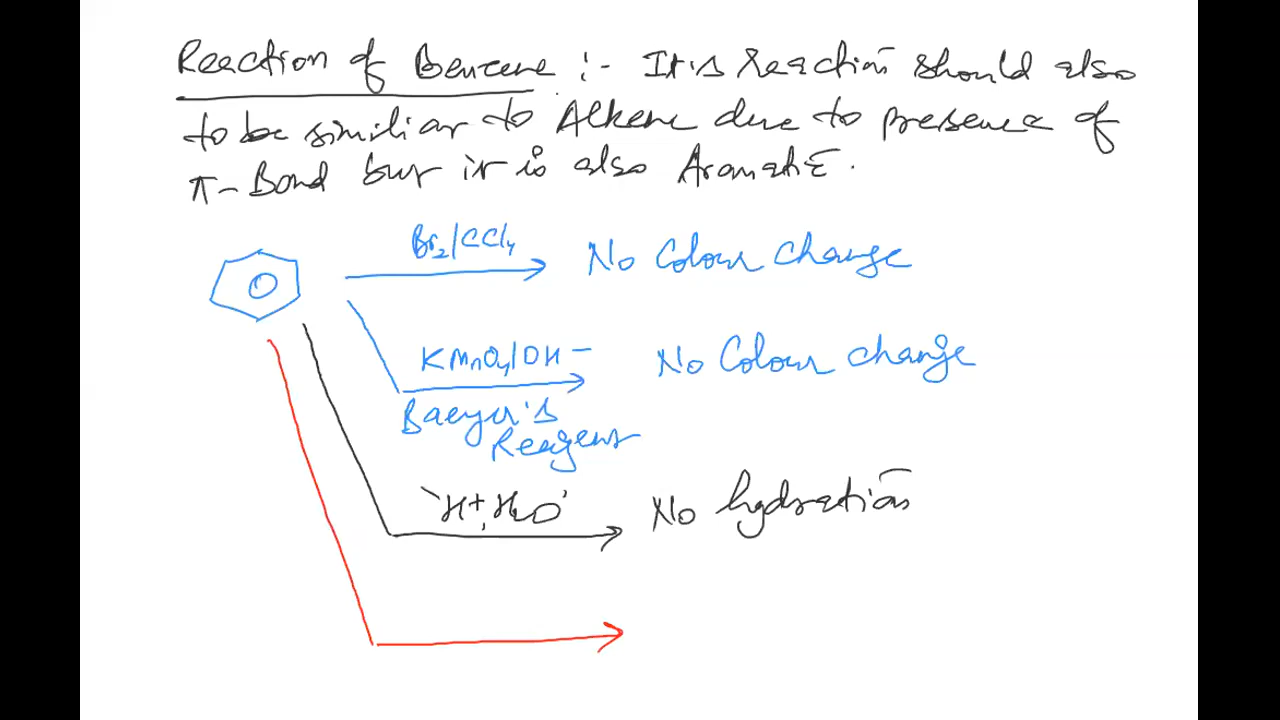 Reaction of Benzene :- It's reaction should also
to be similiar to Alkene due to presence of
π-Bond but it is also Aromatic.
Br₂/CCl₄ No Colour change
KMnO₄/OH⁻ No Colour change
Baeyer's
Reagent
H⁺, H₂O No hydration